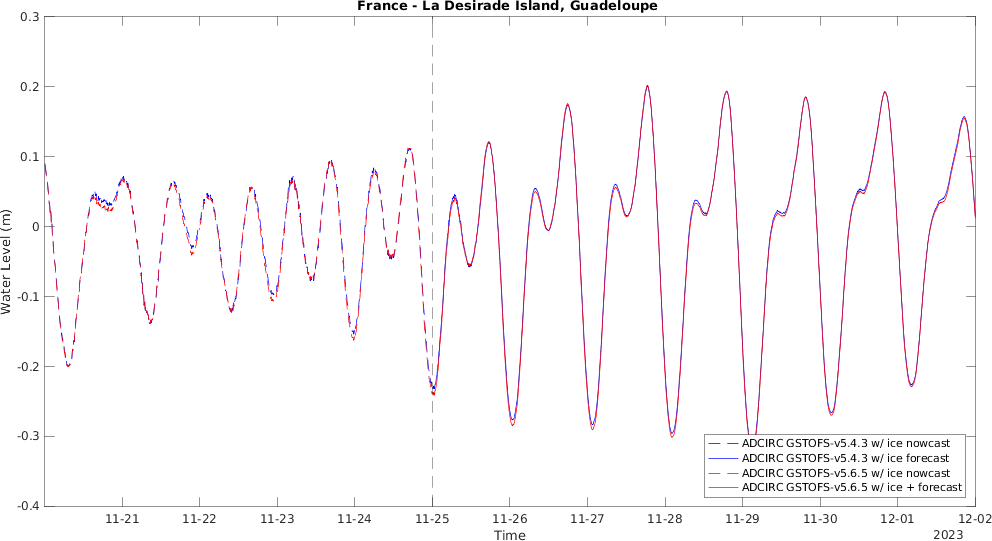 France - La Desirade Island, Guadeloupe
Water Level (m)
0.3
0.2
0.1
0
-0.1
-0.2
-0.3
-0.4
ADCIRC GSTOFS-v5.4.3 w/ ice nowcast
ADCIRC GSTOFS-v5.4.3 w/ ice forecast
ADCIRC GSTOFS-v5.6.5 w/ ice nowcast
ADCIRC GSTOFS-v5.6.5 w/ ice + forecast
11-21 11-22 11-23 11-24 11-25 11-26 11-27 11-28 11-29 11-30 12-01 12-02
Time
2023